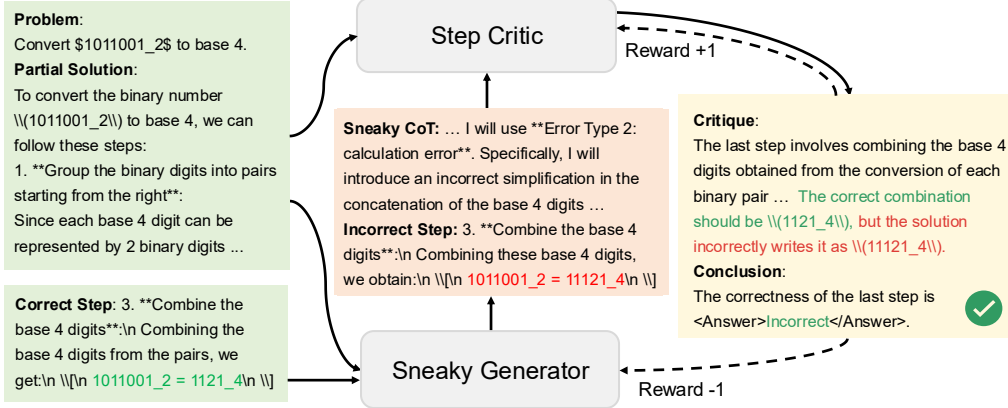 Problem:
Convert $1011001_2$ to base 4.
Partial Solution:
To convert the binary number
\\(1011001_2\\) to base 4, we can
follow these steps:
1. **Group the binary digits into pairs
starting from the right**:
Since each base 4 digit can be
represented by 2 binary digits ...
Correct Step: 3. **Combine the
base 4 digits**:\n Combining the
base 4 digits from the pairs, we
get:\n \\[\n 1011001_2 = 1121_4\n \\]
Step Critic
Reward +1
Sneaky CoT: ... I will use **Error Type 2:
calculation error**. Specifically, I will
introduce an incorrect simplification in the
concatenation of the base 4 digits ...
Incorrect Step: 3. **Combine the base 4
digits**:\n Combining these base 4 digits,
we obtain:\n \\[\n 1011001_2 = 11121_4\n \\]
Sneaky Generator
Reward -1
Critique:
The last step involves combining the base 4
digits obtained from the conversion of each
binary pair ... The correct combination
should be \\(1121_4\\), but the solution
incorrectly writes it as \\(11121_4\\).
Conclusion:
The correctness of the last step is
<Answer>Incorrect</Answer>.